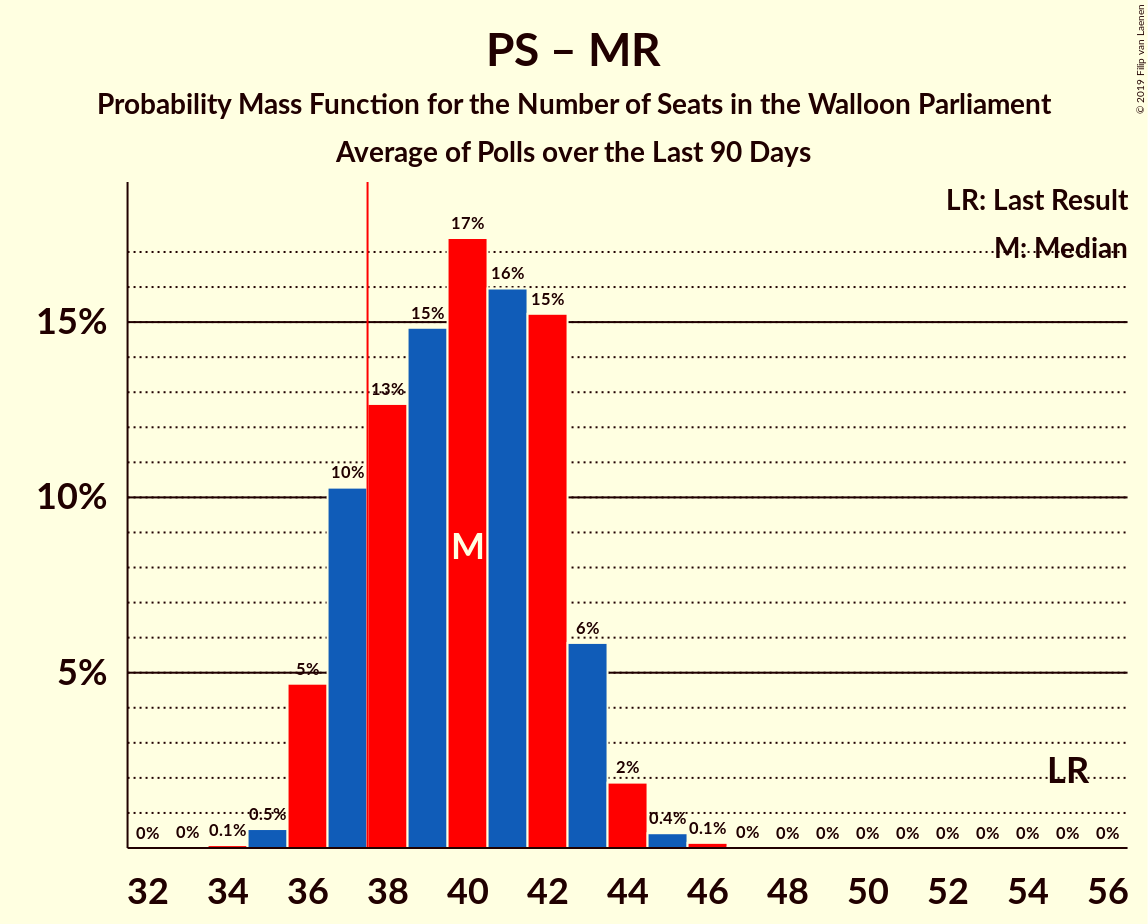 PS – MR
Probability Mass Function for the Number of Seats in the Walloon Parliament
Average of Polls over the Last 90 Days
© 2019 Filip van Laenen
LR: Last Result
M: Median
15%
10%
5%
0% 0% 0.1% 0.5% 5% 10% 13% 15% 17% 16% 15% 6% 2% 0.4% 0.1% 0% 0% 0% 0% 0% 0% 0% 0% 0% 0%
M
LR
32 34 36 38 40 42 44 46 48 50 52 54 56